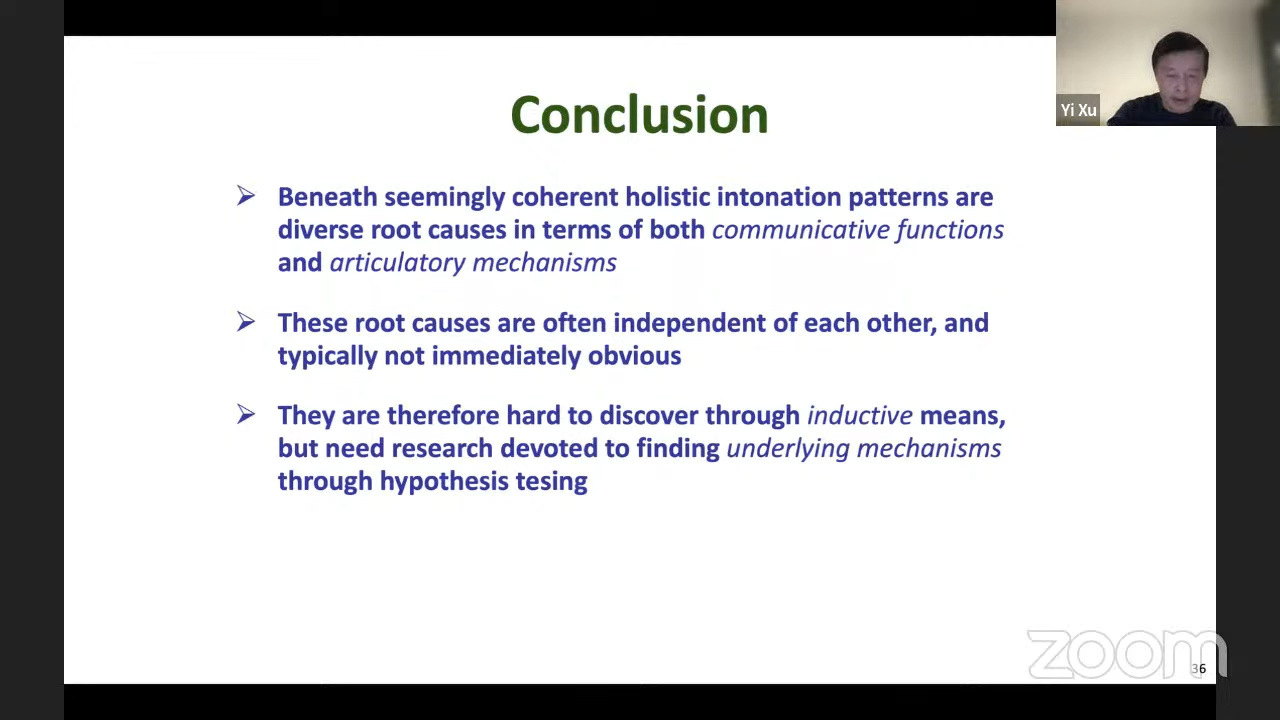 Yi Xu
Conclusion
➢ Beneath seemingly coherent holistic intonation patterns are
diverse root causes in terms of both communicative functions
and articulatory mechanisms
➢ These root causes are often independent of each other, and
typically not immediately obvious
➢ They are therefore hard to discover through inductive means,
but need research devoted to finding underlying mechanisms
through hypothesis tesing
zoom
36